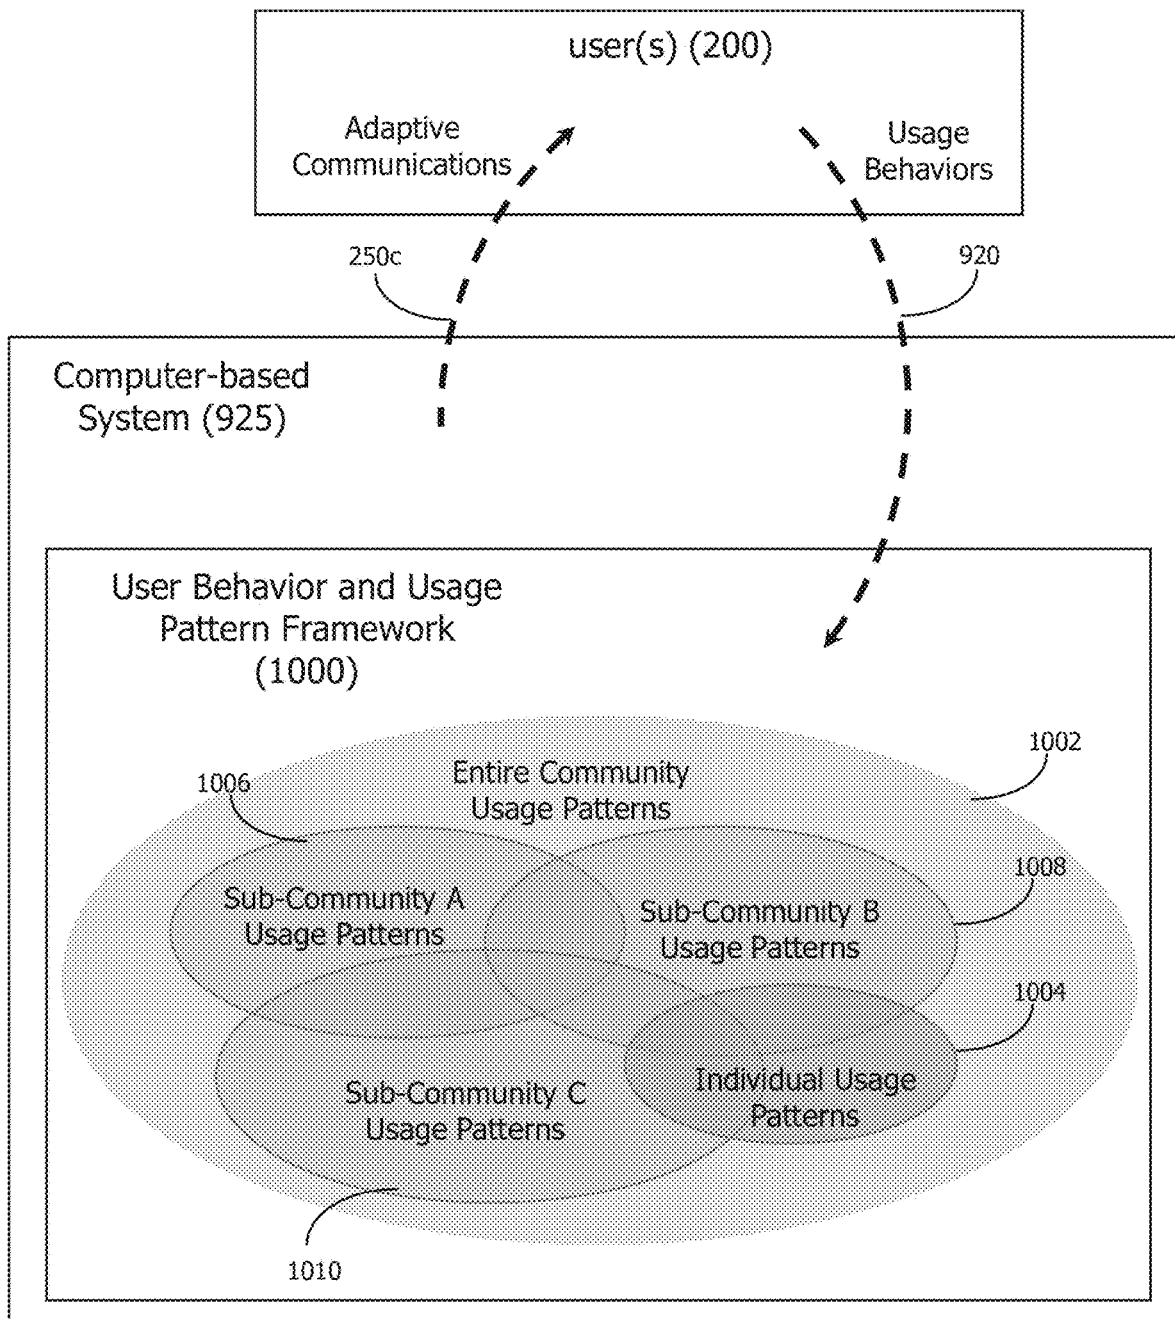 user(s) (200)
Adaptive
Communications
Usage
Behaviors
250c
920
Computer-based
System (925)
User Behavior and Usage
Pattern Framework
(1000)
1002
Entire Community
Usage Patterns
1006
1008
Sub-Community A
Usage Patterns
Sub-Community B
Usage Patterns
1004
Individual Usage
Patterns
Sub-Community C
Usage Patterns
1010